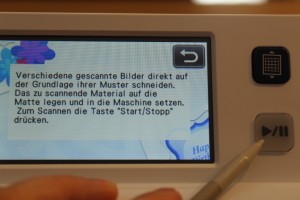 Verschiedene gescannte Bilder direkt auf
der Grundlage ihrer Muster schneiden.
Das zu scannende Material auf die
Matte legen und in die Maschine setzen.
Zum Scannen die Taste "Start/Stopp"
drücken.